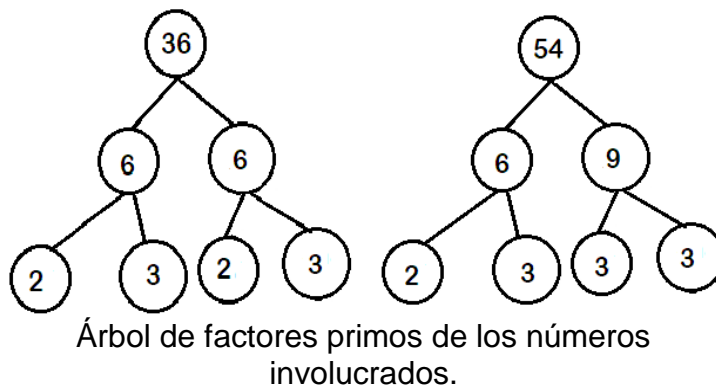 36 54
6 6 6 9
2 3 2 3 2 3 3 3
Árbol de factores primos de los números
involucrados.